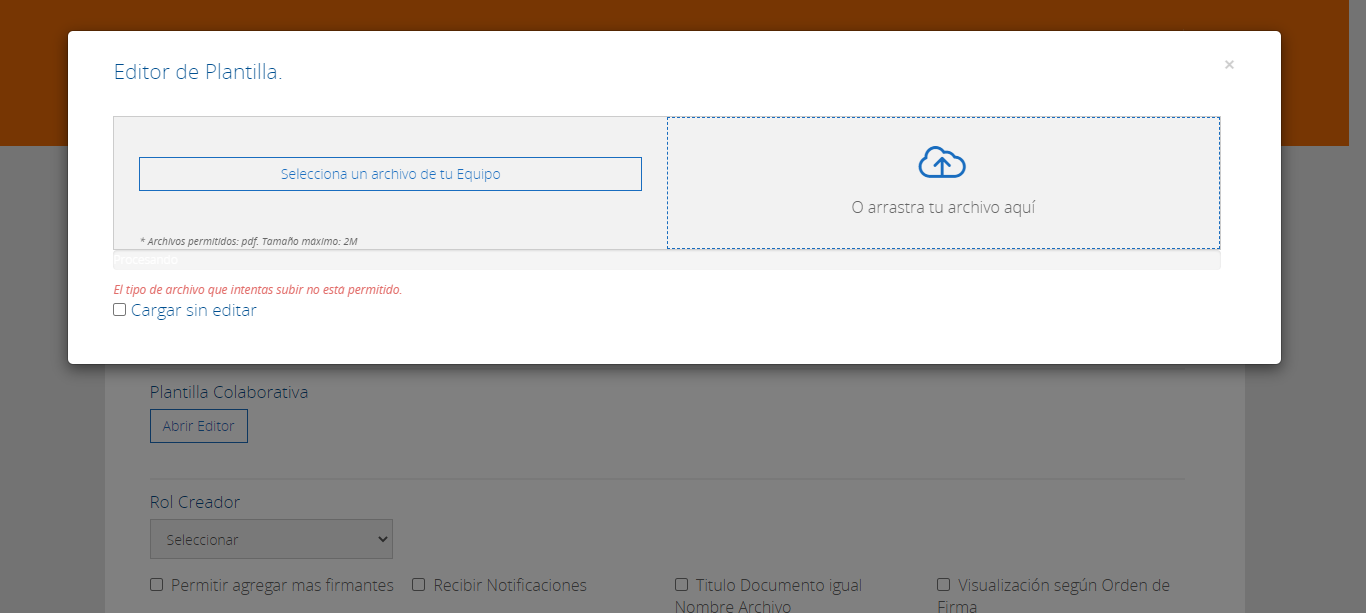 Editor de Plantilla.
×
Selecciona un archivo de tu Equipo
O arrastra tu archivo aquí
* Archivos permitidos: pdf. Tamaño máximo: 2M
Procesando
El tipo de archivo que intentas subir no está permitido.
Cargar sin editar
Plantilla Colaborativa
Abrir Editor
Rol Creador
Seleccionar
Permitir agregar mas firmantes
Recibir Notificaciones
Titulo Documento igual
Nombre Archivo
Visualización según Orden de
Firma